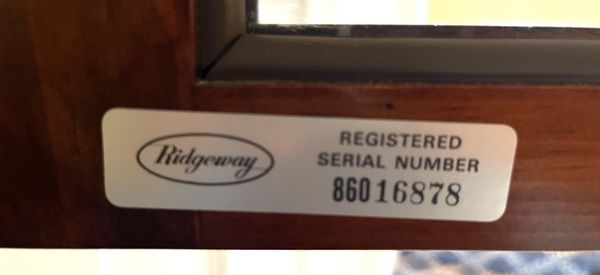 Ridgeway
REGISTERED
SERIAL NUMBER
86016878